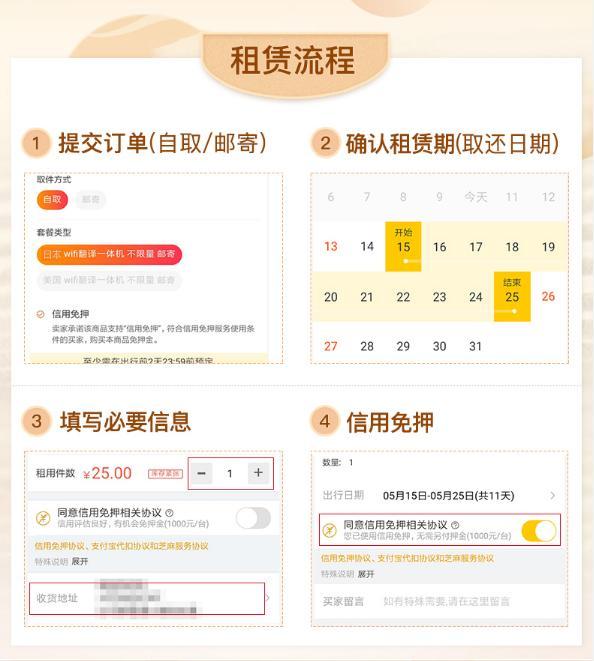 租赁流程
1 提交订单(自取/邮寄)
取件方式
自取 邮寄
套餐类型
日本 wifi翻译一体机 不限量 邮寄
美国 wifi翻译一体机 不限量 邮寄
信用免押
卖家承诺该商品支持“信用免押”,符合信用免押服务使用条
件的买家,购买本商品免押金。
至少需在出行前2天23:59前预定
2 确认租赁期(取还日期)
6 7 8 9 今天 11 12
开始
13 14 15 16 17 18 19
结束
20 21 22 23 24 25 26
27 28 29 30 31
3 填写必要信息
租用件数 ¥25.00 库存紧张 − 1 +
同意信用免押相关协议 ?
信用评估良好,有机会免押金(1000元/台)
信用免押协议、支付宝代扣协议和芝麻服务协议
特殊说明 展开
收货地址
4 信用免押
数量: 1
出行日期 05月15日-05月25日(共11天)
同意信用免押相关协议 ?
您已使用信用免押,无需另付押金(1000元/台)
信用免押协议、支付宝代扣协议和芝麻服务协议
特殊说明 展开
买家留言 如有特殊需要,请在这里留言